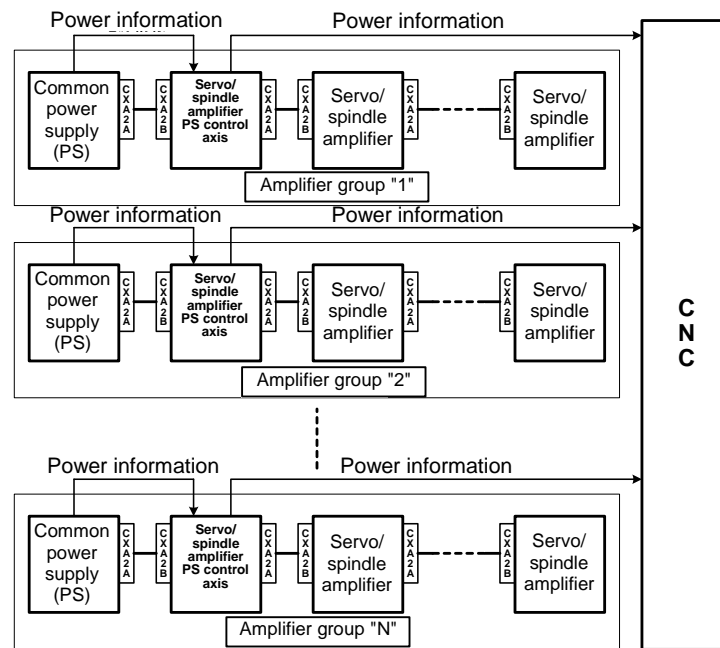 Power information
Power information
Common
power
supply
(PS)
CXA2A
CXA2B
Servo/
spindle
amplifier
PS control
axis
CXA2A
CXA2B
Servo/
spindle
amplifier
CXA2A
CXA2B
Servo/
spindle
amplifier
Amplifier group "1"
Power information
Power information
Common
power
supply
(PS)
CXA2A
CXA2B
Servo/
spindle
amplifier
PS control
axis
CXA2A
CXA2B
Servo/
spindle
amplifier
CXA2A
CXA2B
Servo/
spindle
amplifier
Amplifier group "2"
CNC
Power information
Power information
Common
power
supply
(PS)
CXA2A
CXA2B
Servo/
spindle
amplifier
PS control
axis
CXA2A
CXA2B
Servo/
spindle
amplifier
CXA2A
CXA2B
Servo/
spindle
amplifier
Amplifier group "N"